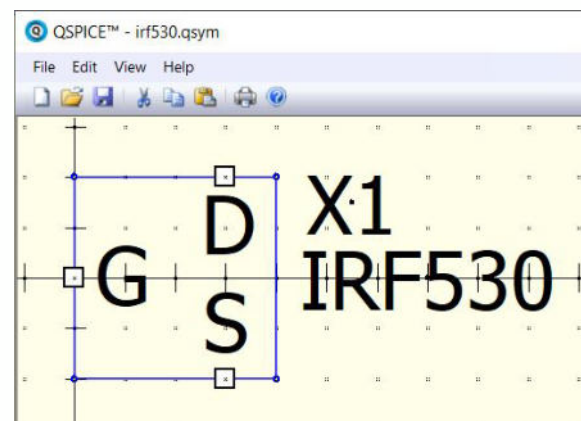 QSPICE™ - irf530.qsym
File Edit View Help
D X1
G IRF530
S